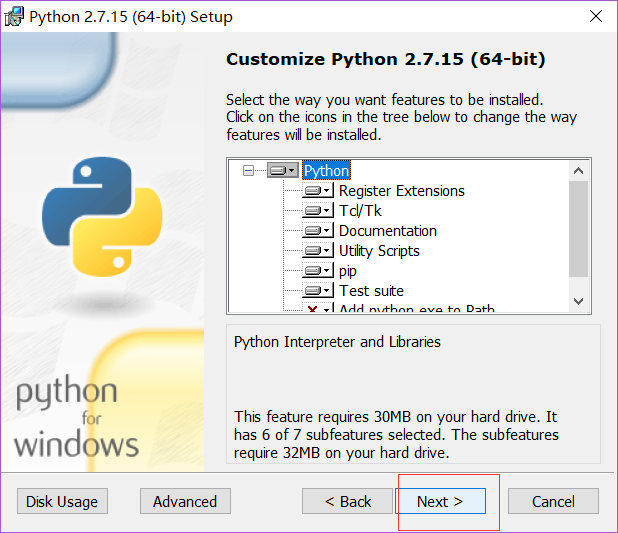 Python 2.7.15 (64-bit) Setup
Customize Python 2.7.15 (64-bit)
Select the way you want features to be installed.
Click on the icons in the tree below to change the way
features will be installed.
Python
Register Extensions
Tcl/Tk
Documentation
Utility Scripts
pip
Test suite
Add python.exe to Path
Python Interpreter and Libraries
This feature requires 30MB on your hard drive. It
has 6 of 7 subfeatures selected. The subfeatures
require 32MB on your hard drive.
python
for
windows
Disk Usage
Advanced
< Back
Next >
Cancel